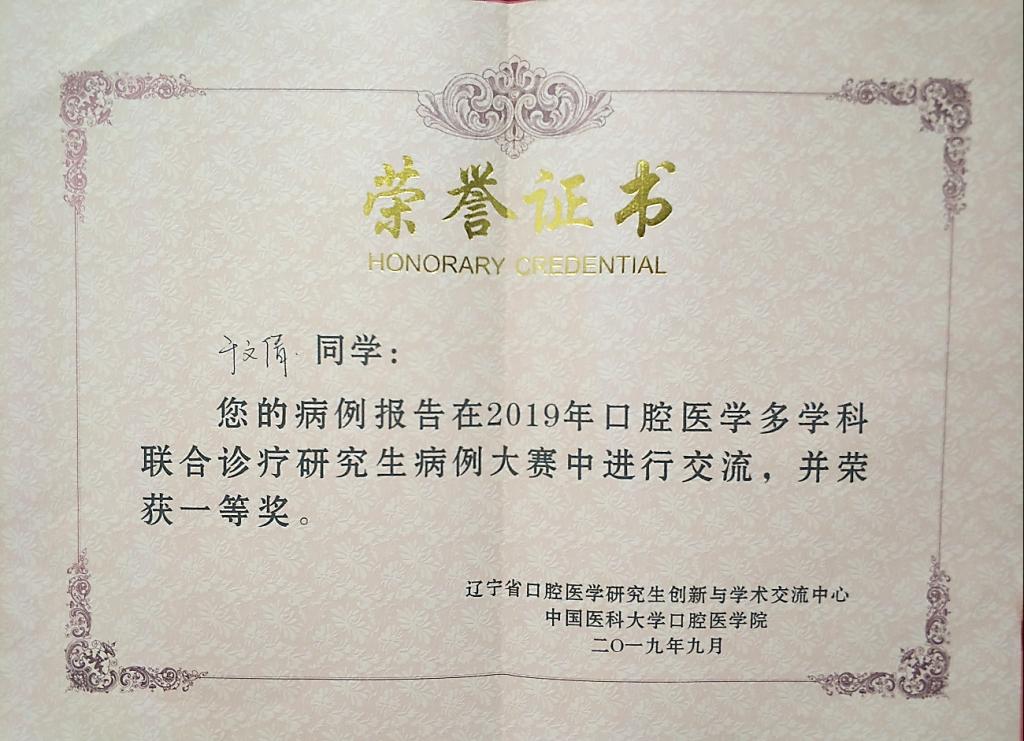 荣誉证书
HONORARY CREDENTIAL
于文倩 同学：
您的病例报告在2019年口腔医学多学科
联合诊疗研究生病例大赛中进行交流，并荣
获一等奖。
辽宁省口腔医学研究生创新与学术交流中心
中国医科大学口腔医学院
二〇一九年九月